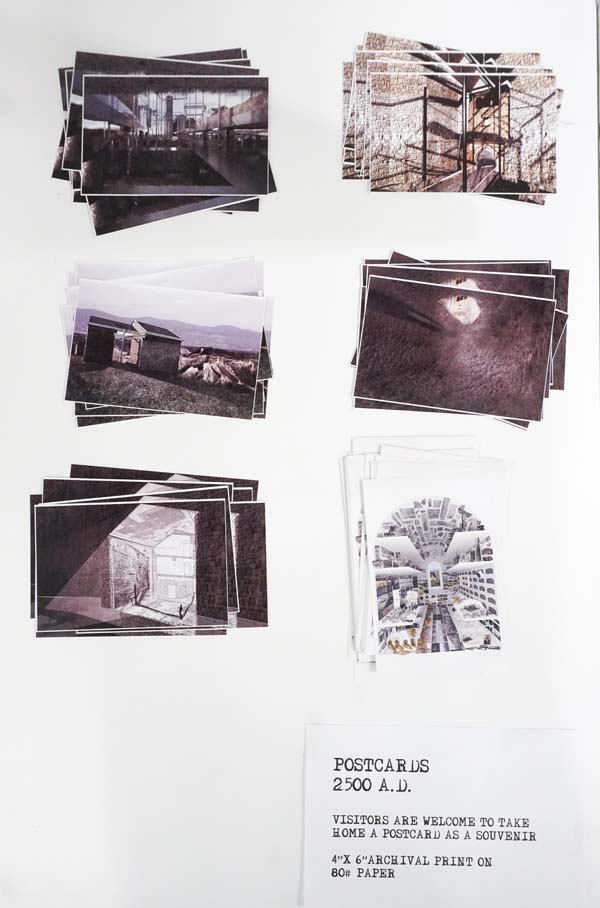 POSTCARDS
2500 A.D.
VISITORS ARE WELCOME TO TAKE
HOME A POSTCARD AS A SOUVENIR
4"X 6"ARCHIVAL PRINT ON
80# PAPER